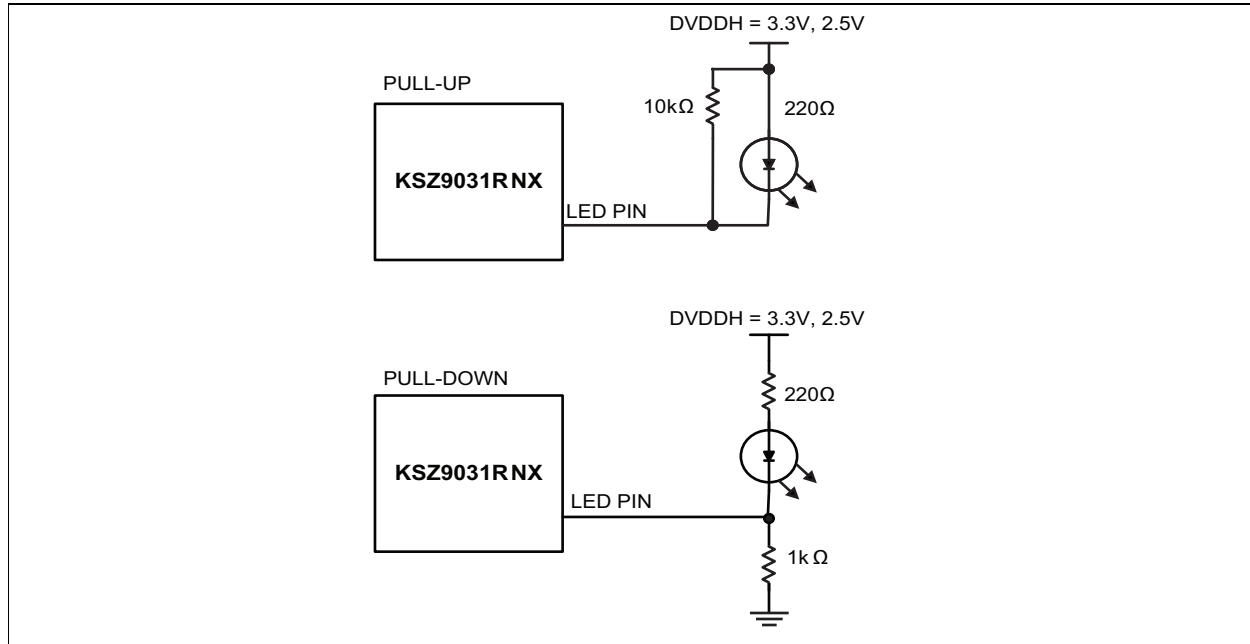 DVDDH = 3.3V, 2.5V
PULL-UP
10kΩ
220Ω
KSZ9031RNX
LED PIN
DVDDH = 3.3V, 2.5V
PULL-DOWN
220Ω
KSZ9031RNX
LED PIN
1kΩ